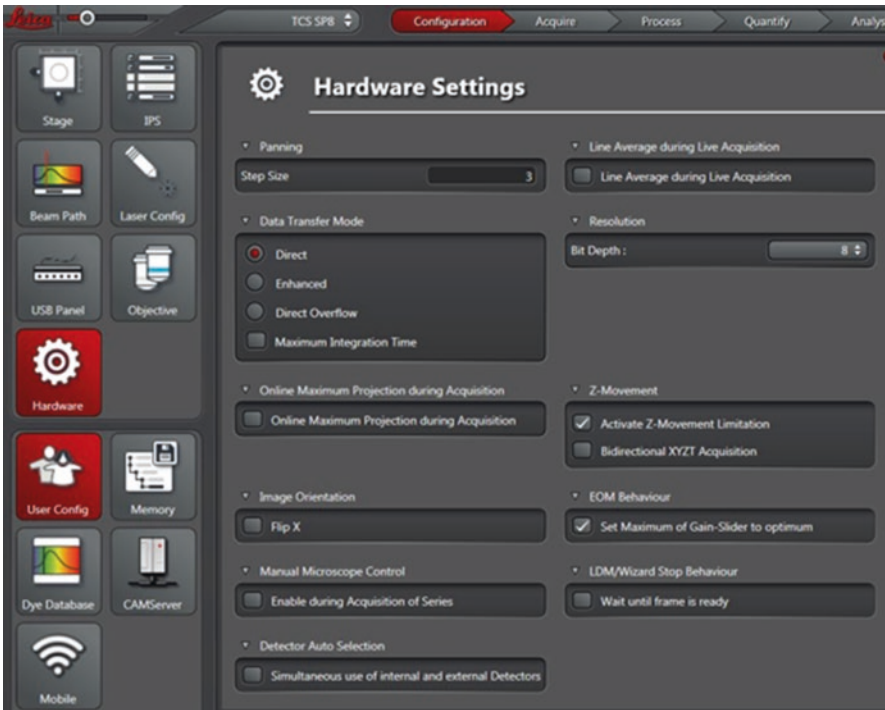 Leica
TCS SP8
Configuration
Acquire
Process
Quantify
Analys
Stage
IPS
Beam Path
Laser Config
USB Panel
Objective
Hardware
User Config
Memory
Dye Database
CAMServer
Mobile
Hardware Settings
Panning
Step Size 3
Data Transfer Mode
Direct
Enhanced
Direct Overflow
Maximum Integration Time
Online Maximum Projection during Acquisition
Online Maximum Projection during Acquisition
Image Orientation
Flip X
Manual Microscope Control
Enable during Acquisition of Series
Detector Auto Selection
Simultaneous use of internal and external Detectors
Line Average during Live Acquisition
Line Average during Live Acquisition
Resolution
Bit Depth : 8
Z-Movement
Activate Z-Movement Limitation
Bidirectional XYZT Acquisition
EOM Behaviour
Set Maximum of Gain-Slider to optimum
LDM/Wizard Stop Behaviour
Wait until frame is ready